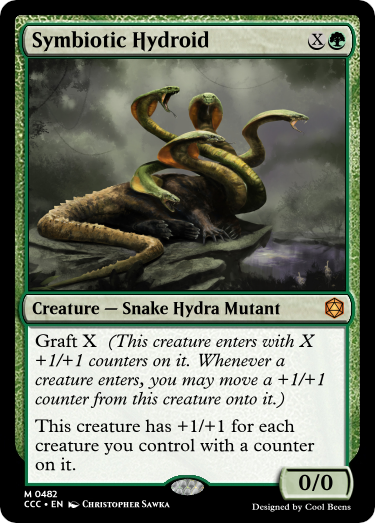 Symbiotic Hydroid X
Creature — Snake Hydra Mutant
Graft X (This creature enters with X
+1/+1 counters on it. Whenever a
creature enters, you may move a +1/+1
counter from this creature onto it.)
This creature has +1/+1 for each
creature you control with a counter
on it.
0/0
M 0482
CCC • EN Christopher Sawka
Designed by Cool Beens